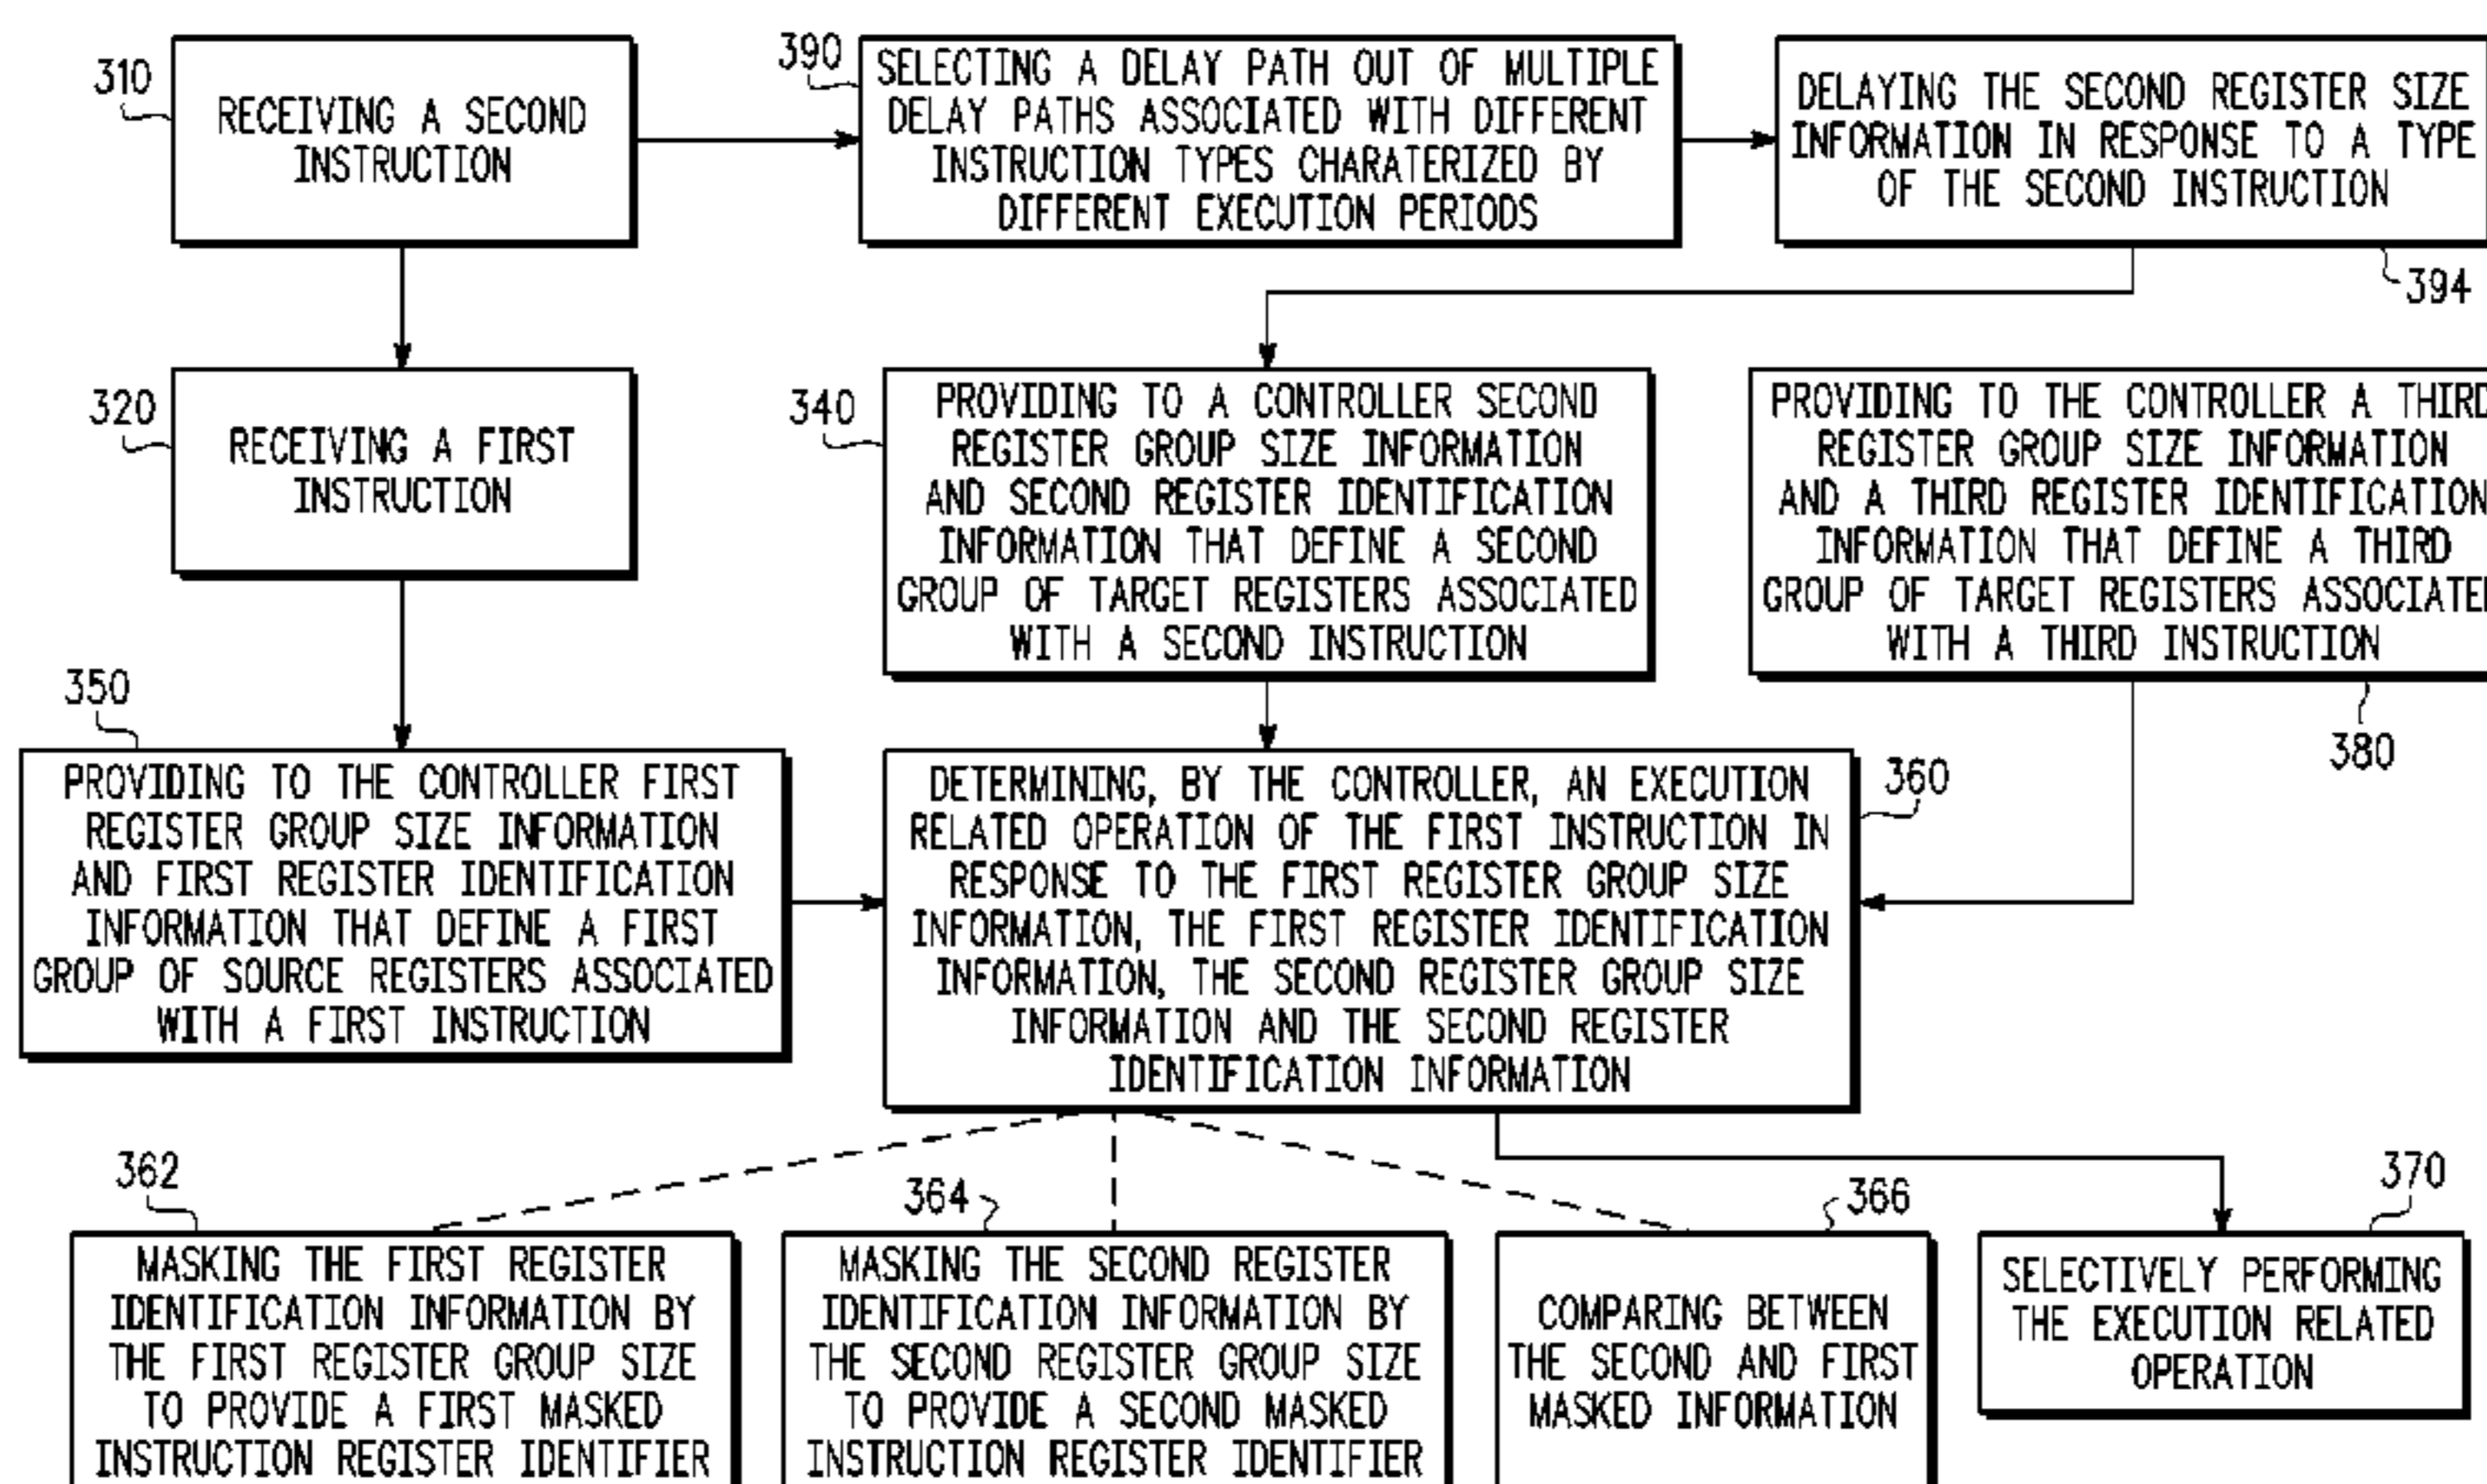 310
RECEIVING A SECOND
INSTRUCTION
390
SELECTING A DELAY PATH OUT OF MULTIPLE
DELAY PATHS ASSOCIATED WITH DIFFERENT
INSTRUCTION TYPES CHARATERIZED BY
DIFFERENT EXECUTION PERIODS
DELAYING THE SECOND REGISTER SIZE
INFORMATION IN RESPONSE TO A TYPE
OF THE SECOND INSTRUCTION
394
320
RECEIVING A FIRST
INSTRUCTION
340
PROVIDING TO A CONTROLLER SECOND
REGISTER GROUP SIZE INFORMATION
AND SECOND REGISTER IDENTIFICATION
INFORMATION THAT DEFINE A SECOND
GROUP OF TARGET REGISTERS ASSOCIATED
WITH A SECOND INSTRUCTION
PROVIDING TO THE CONTROLLER A THIRD
REGISTER GROUP SIZE INFORMATION
AND A THIRD REGISTER IDENTIFICATION
INFORMATION THAT DEFINE A THIRD
GROUP OF TARGET REGISTERS ASSOCIATED
WITH A THIRD INSTRUCTION
380
350
PROVIDING TO THE CONTROLLER FIRST
REGISTER GROUP SIZE INFORMATION
AND FIRST REGISTER IDENTIFICATION
INFORMATION THAT DEFINE A FIRST
GROUP OF SOURCE REGISTERS ASSOCIATED
WITH A FIRST INSTRUCTION
360
DETERMINING, BY THE CONTROLLER, AN EXECUTION
RELATED OPERATION OF THE FIRST INSTRUCTION IN
RESPONSE TO THE FIRST REGISTER GROUP SIZE
INFORMATION, THE FIRST REGISTER IDENTIFICATION
INFORMATION, THE SECOND REGISTER GROUP SIZE
INFORMATION AND THE SECOND REGISTER
IDENTIFICATION INFORMATION
362
MASKING THE FIRST REGISTER
IDENTIFICATION INFORMATION BY
THE FIRST REGISTER GROUP SIZE
TO PROVIDE A FIRST MASKED
INSTRUCTION REGISTER IDENTIFIER
364
MASKING THE SECOND REGISTER
IDENTIFICATION INFORMATION BY
THE SECOND REGISTER GROUP SIZE
TO PROVIDE A SECOND MASKED
INSTRUCTION REGISTER IDENTIFIER
366
COMPARING BETWEEN
THE SECOND AND FIRST
MASKED INFORMATION
370
SELECTIVELY PERFORMING
THE EXECUTION RELATED
OPERATION